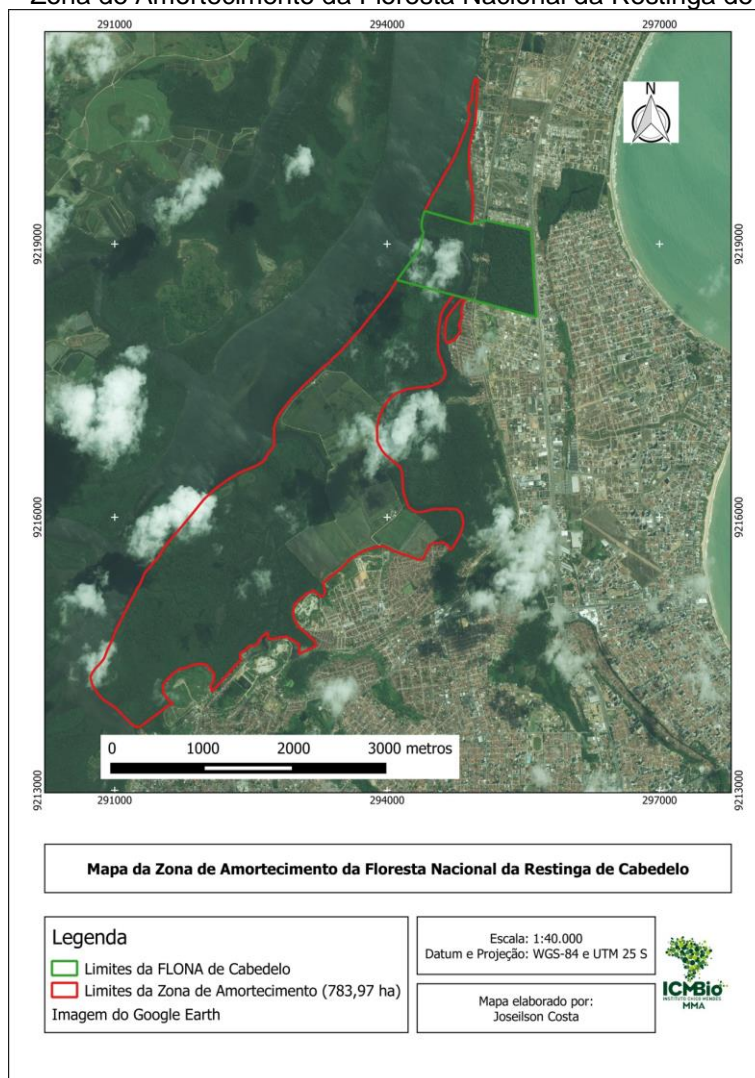 Zona de Amortecimento da Floresta Nacional da Restinga de
291000 294000 297000
N
9219000 9219000
9216000 9216000
0 1000 2000 3000 metros
9213000 9213000
291000 294000 297000
Mapa da Zona de Amortecimento da Floresta Nacional da Restinga de Cabedelo
Legenda
Limites da FLONA de Cabedelo
Limites da Zona de Amortecimento (783,97 ha)
Imagem do Google Earth
Escala: 1:40.000
Datum e Projeção: WGS-84 e UTM 25 S
Mapa elaborado por:
Joseilson Costa
ICMBio
INSTITUTO CHICO MENDES
MMA